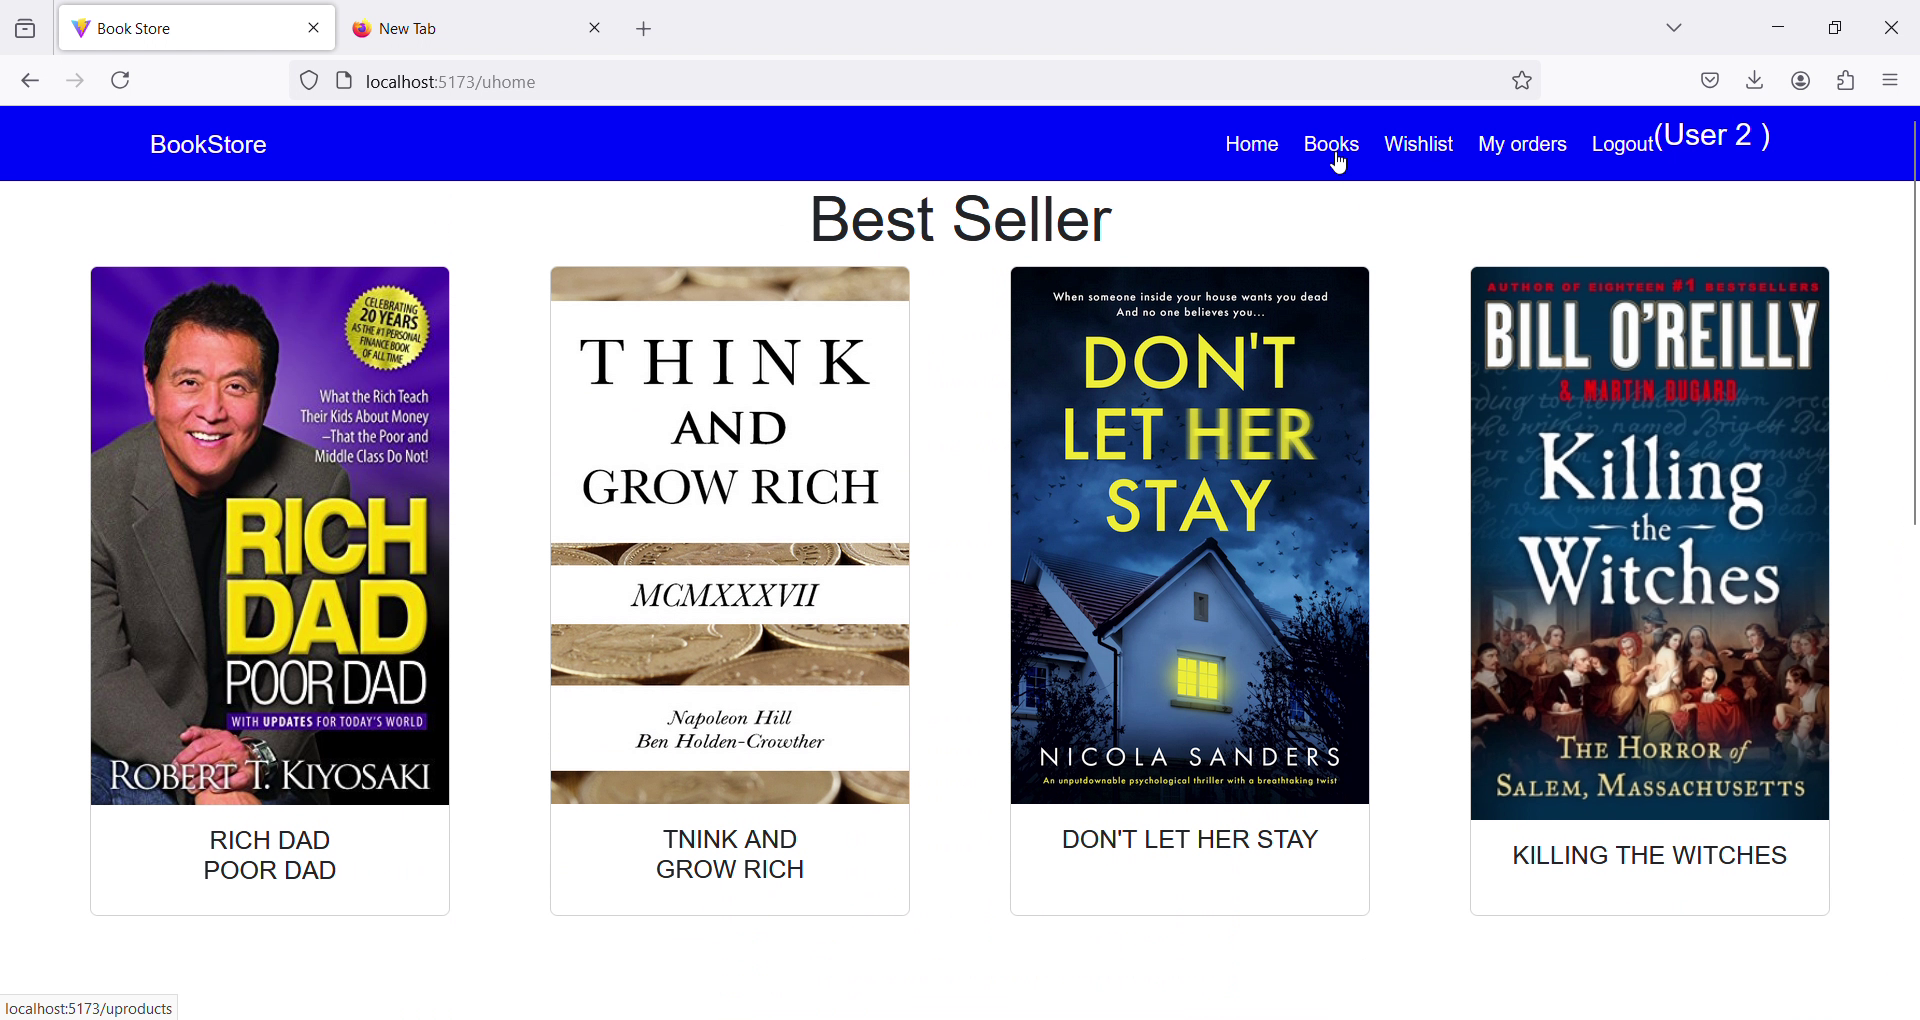 Book Store
New Tab
localhost:5173/uhome
BookStore
Home Books Wishlist My orders Logout(User 2 )
Best Seller
CELEBRATING
20 YEARS
AS THE #1 PERSONAL
FINANCE BOOK
OF ALL TIME
What the Rich Teach
Their Kids About Money
–That the Poor and
Middle Class Do Not!
RICH
DAD
POOR DAD
WITH UPDATES FOR TODAY'S WORLD
ROBERT T. KIYOSAKI
RICH DAD
POOR DAD
THINK
AND
GROW RICH
MCMXXXVII
Napoleon Hill
Ben Holden-Crowther
TNINK AND
GROW RICH
When someone inside your house wants you dead
And no one believes you...
DON'T
LET HER
STAY
NICOLA SANDERS
An unputdownable psychological thriller with a breathtaking twist
DON'T LET HER STAY
AUTHOR OF EIGHTEEN #1 BESTSELLERS
BILL O'REILLY
& MARTIN DUGARD
Killing
the
Witches
THE HORROR of
SALEM, MASSACHUSETTS
KILLING THE WITCHES
localhost:5173/uproducts